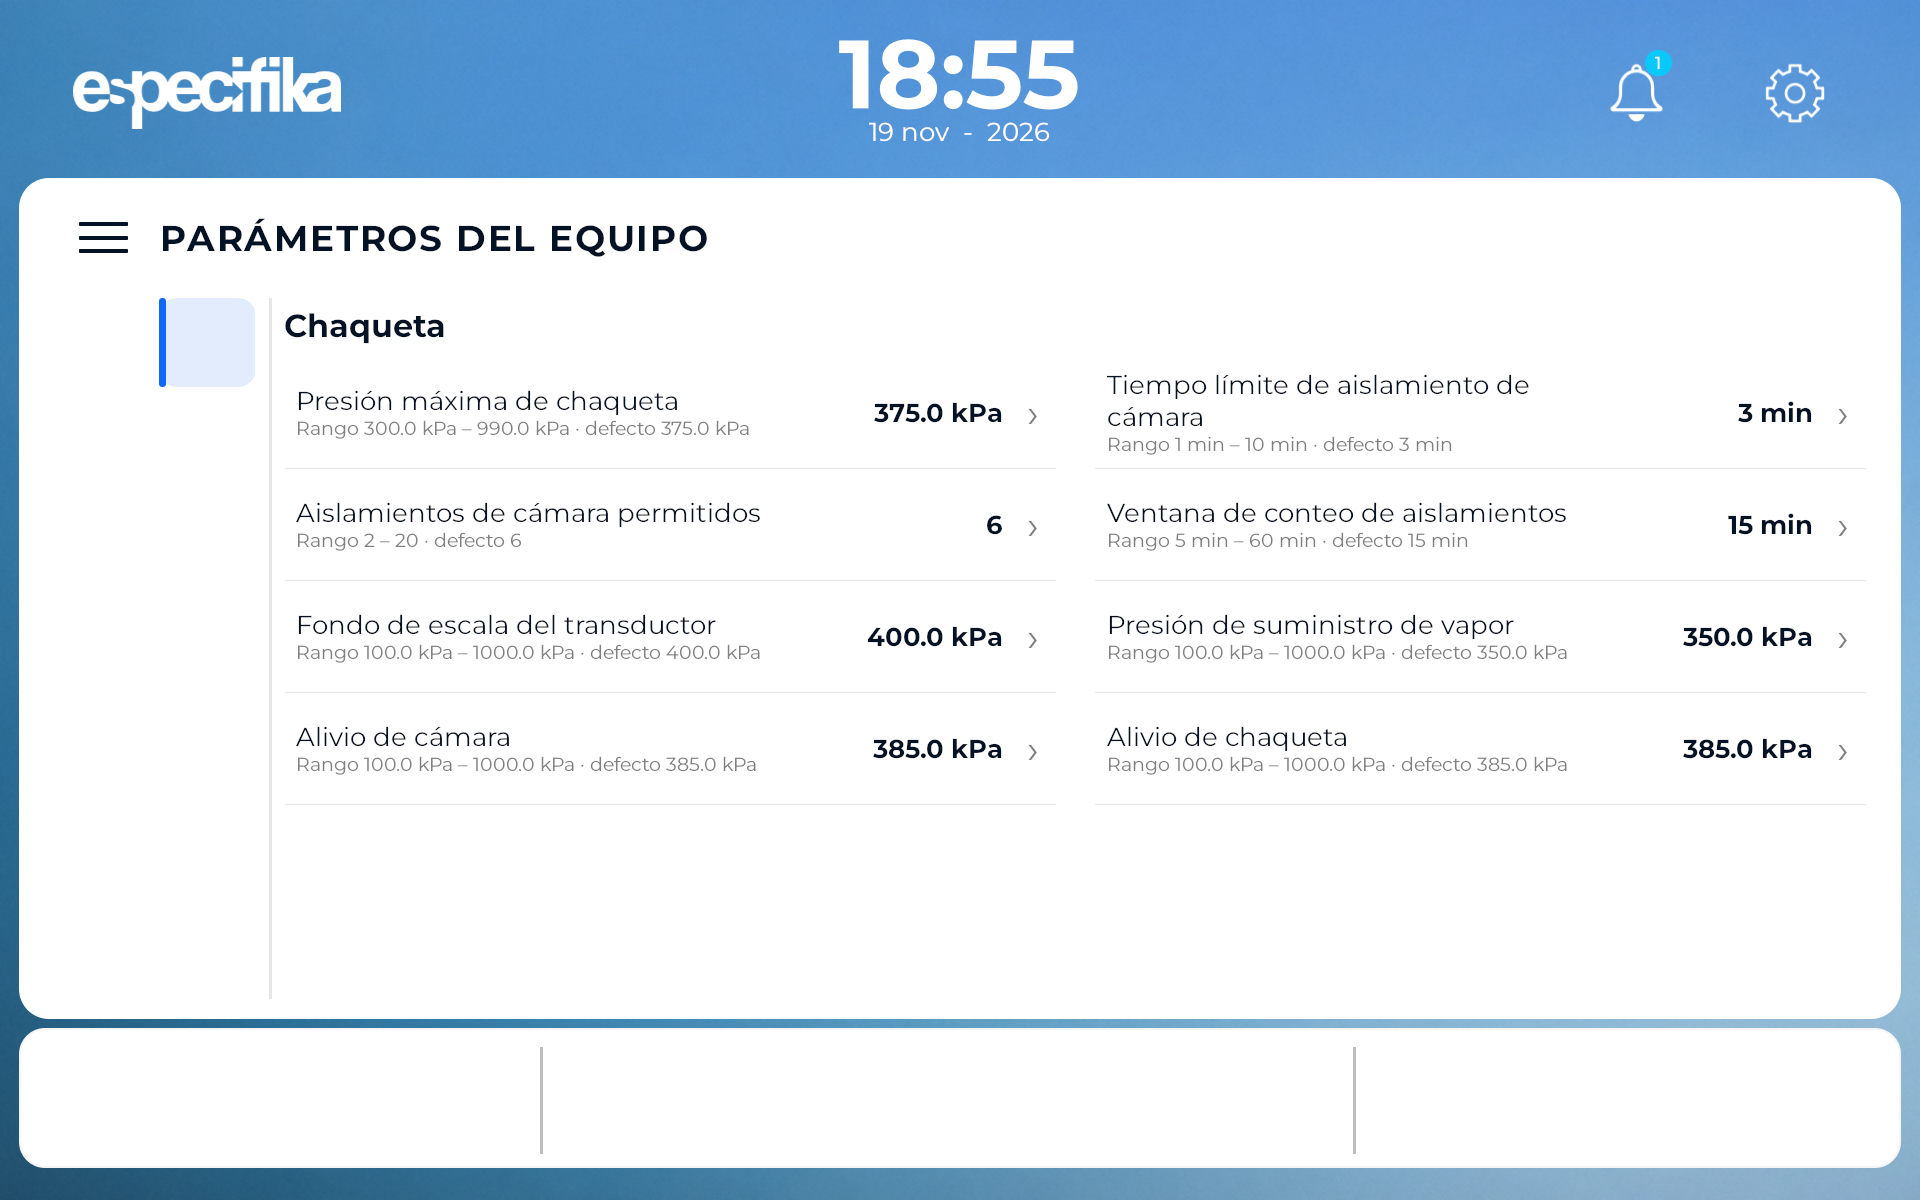 especifika
18:55
19 nov - 2026
1
PARÁMETROS DEL EQUIPO
Chaqueta
Presión máxima de chaqueta
Rango 300.0 kPa – 990.0 kPa · defecto 375.0 kPa
375.0 kPa
Tiempo límite de aislamiento de
cámara
Rango 1 min – 10 min · defecto 3 min
3 min
Aislamientos de cámara permitidos
Rango 2 – 20 · defecto 6
6
Ventana de conteo de aislamientos
Rango 5 min – 60 min · defecto 15 min
15 min
Fondo de escala del transductor
Rango 100.0 kPa – 1000.0 kPa · defecto 400.0 kPa
400.0 kPa
Presión de suministro de vapor
Rango 100.0 kPa – 1000.0 kPa · defecto 350.0 kPa
350.0 kPa
Alivio de cámara
Rango 100.0 kPa – 1000.0 kPa · defecto 385.0 kPa
385.0 kPa
Alivio de chaqueta
Rango 100.0 kPa – 1000.0 kPa · defecto 385.0 kPa
385.0 kPa